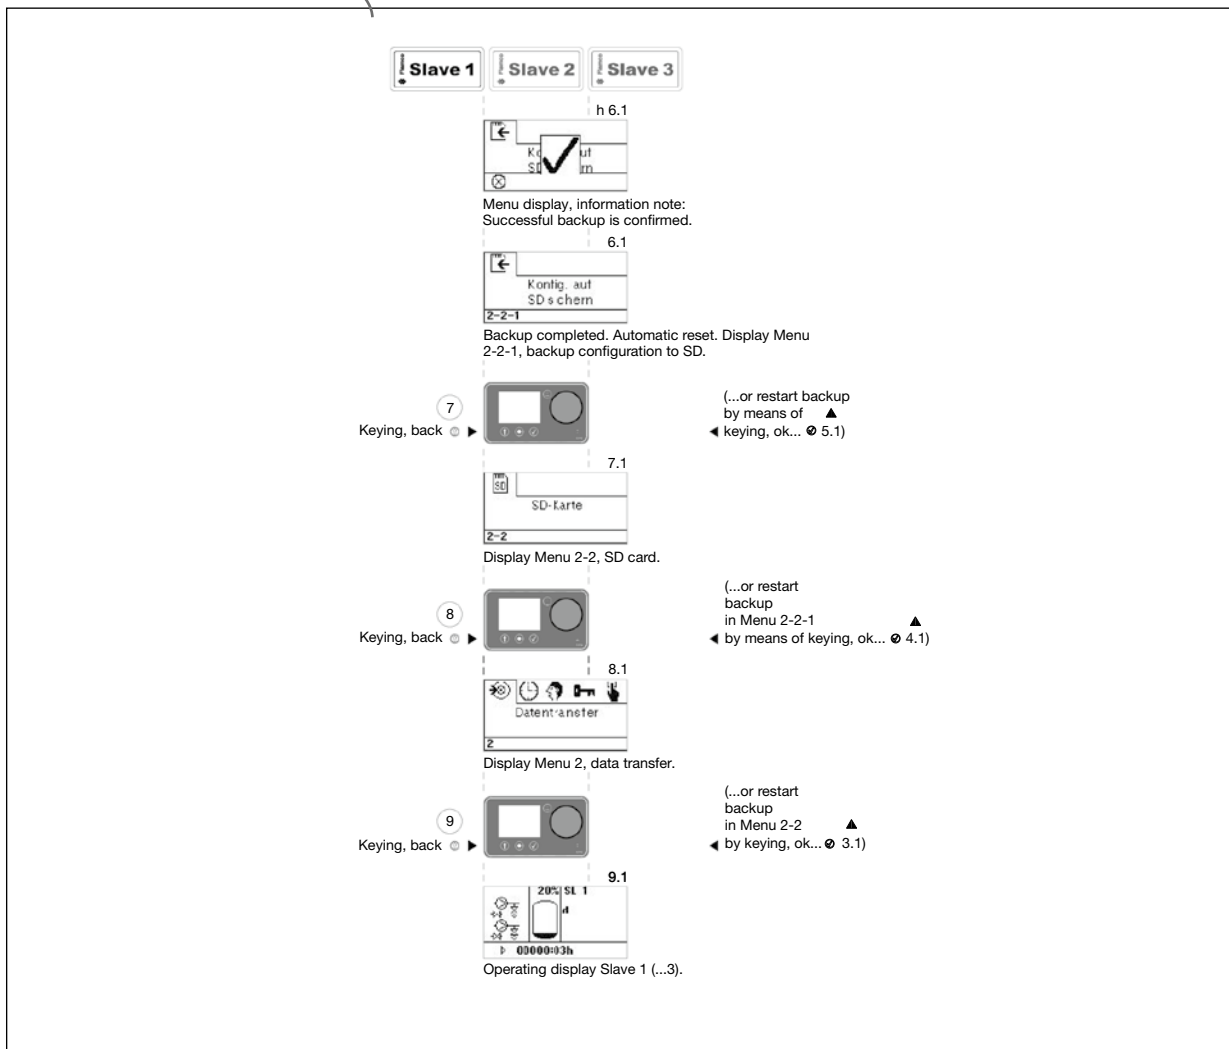 Slave 1
Slave 2
Slave 3
h 6.1
Menu display, information note:
Successful backup is confirmed.
6.1
Konfig. auf
SD sichern
2-2-1
Backup completed. Automatic reset. Display Menu
2-2-1, backup configuration to SD.
7
Keying, back
(...or restart backup
by means of
keying, ok... 5.1)
7.1
SD
SD-Karte
2-2
Display Menu 2-2, SD card.
8
Keying, back
(...or restart
backup
in Menu 2-2-1
by means of keying, ok... 4.1)
8.1
Datentransfer
2
Display Menu 2, data transfer.
9
Keying, back
(...or restart
backup
in Menu 2-2
by keying, ok... 3.1)
9.1
20% SL 1
00000:03h
Operating display Slave 1 (...3).